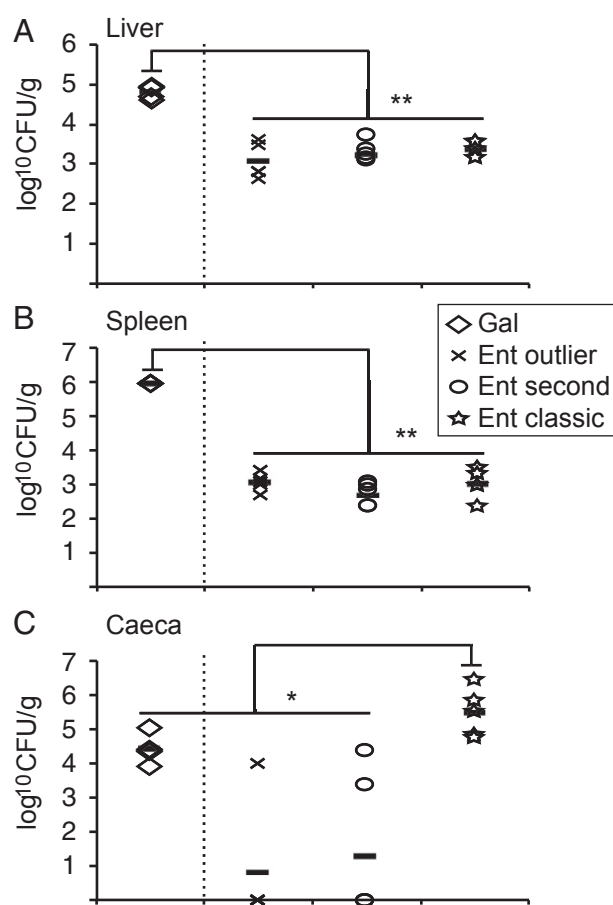 A Liver
6
5
4
3
2
1
log¹⁰CFU/g
**
B Spleen
7
6
5
4
3
2
1
log¹⁰CFU/g
**
Gal
Ent outlier
Ent second
Ent classic
C Caeca
7
6
5
4
3
2
1
log¹⁰CFU/g
*